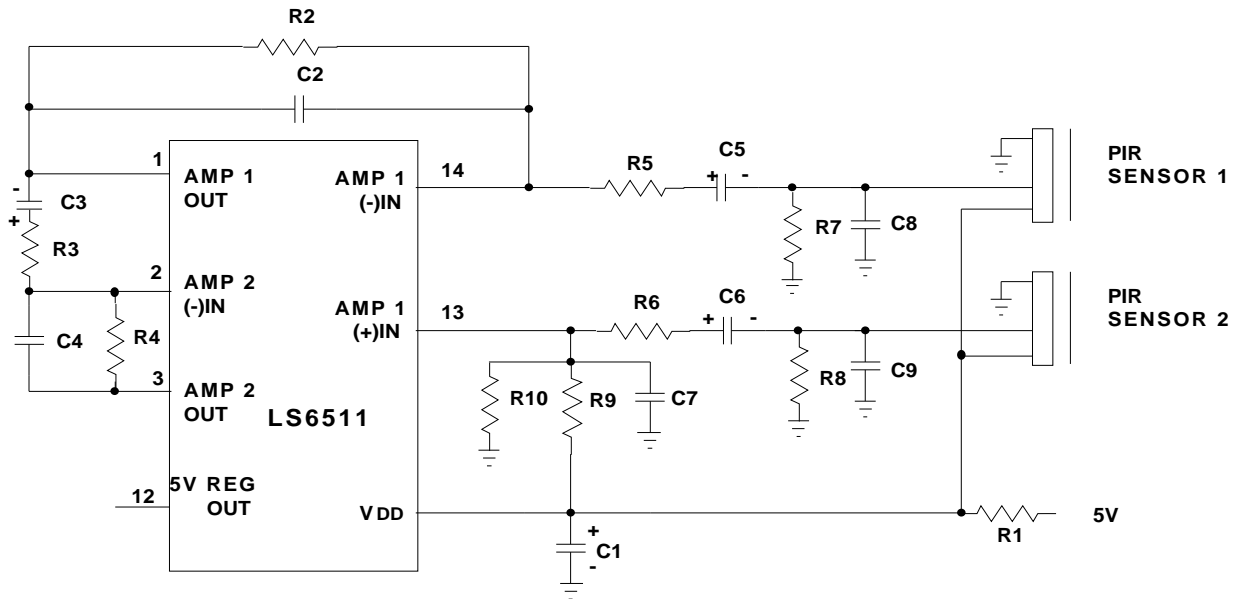 R2
C2
1
AMP 1
OUT
AMP 1
(-)IN
14
R5
C5
+
-
R7
C8
PIR
SENSOR 1
-
C3
+
R3
2
AMP 2
(-)IN
C4
R4
3
AMP 2
OUT
LS6511
AMP 1
(+)IN
13
R6
C6
+
-
R8
C9
PIR
SENSOR 2
R10
R9
C7
12
5V REG
OUT
VDD
+
C1
-
R1
5V